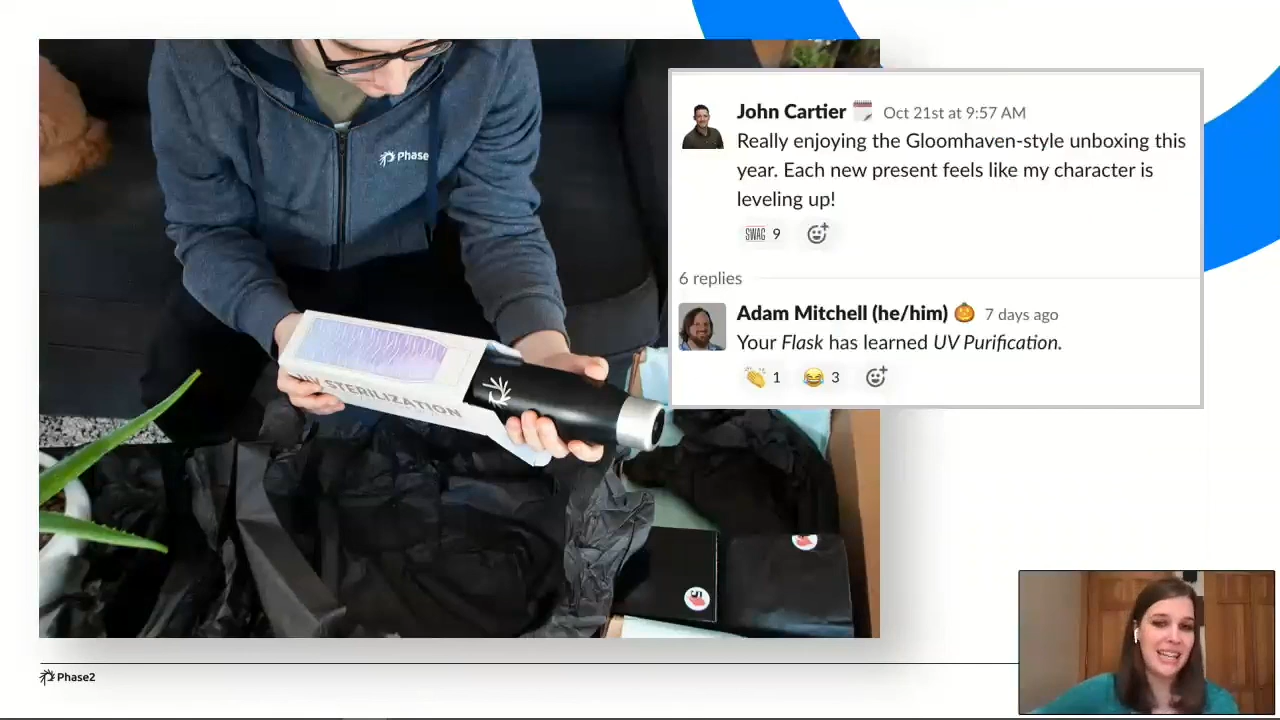 Phase
UV STERILIZATION
John Cartier Oct 21st at 9:57 AM
Really enjoying the Gloomhaven-style unboxing this
year. Each new present feels like my character is
leveling up!
SWAG 9
6 replies
Adam Mitchell (he/him) 7 days ago
Your Flask has learned UV Purification.
1 3
Phase2